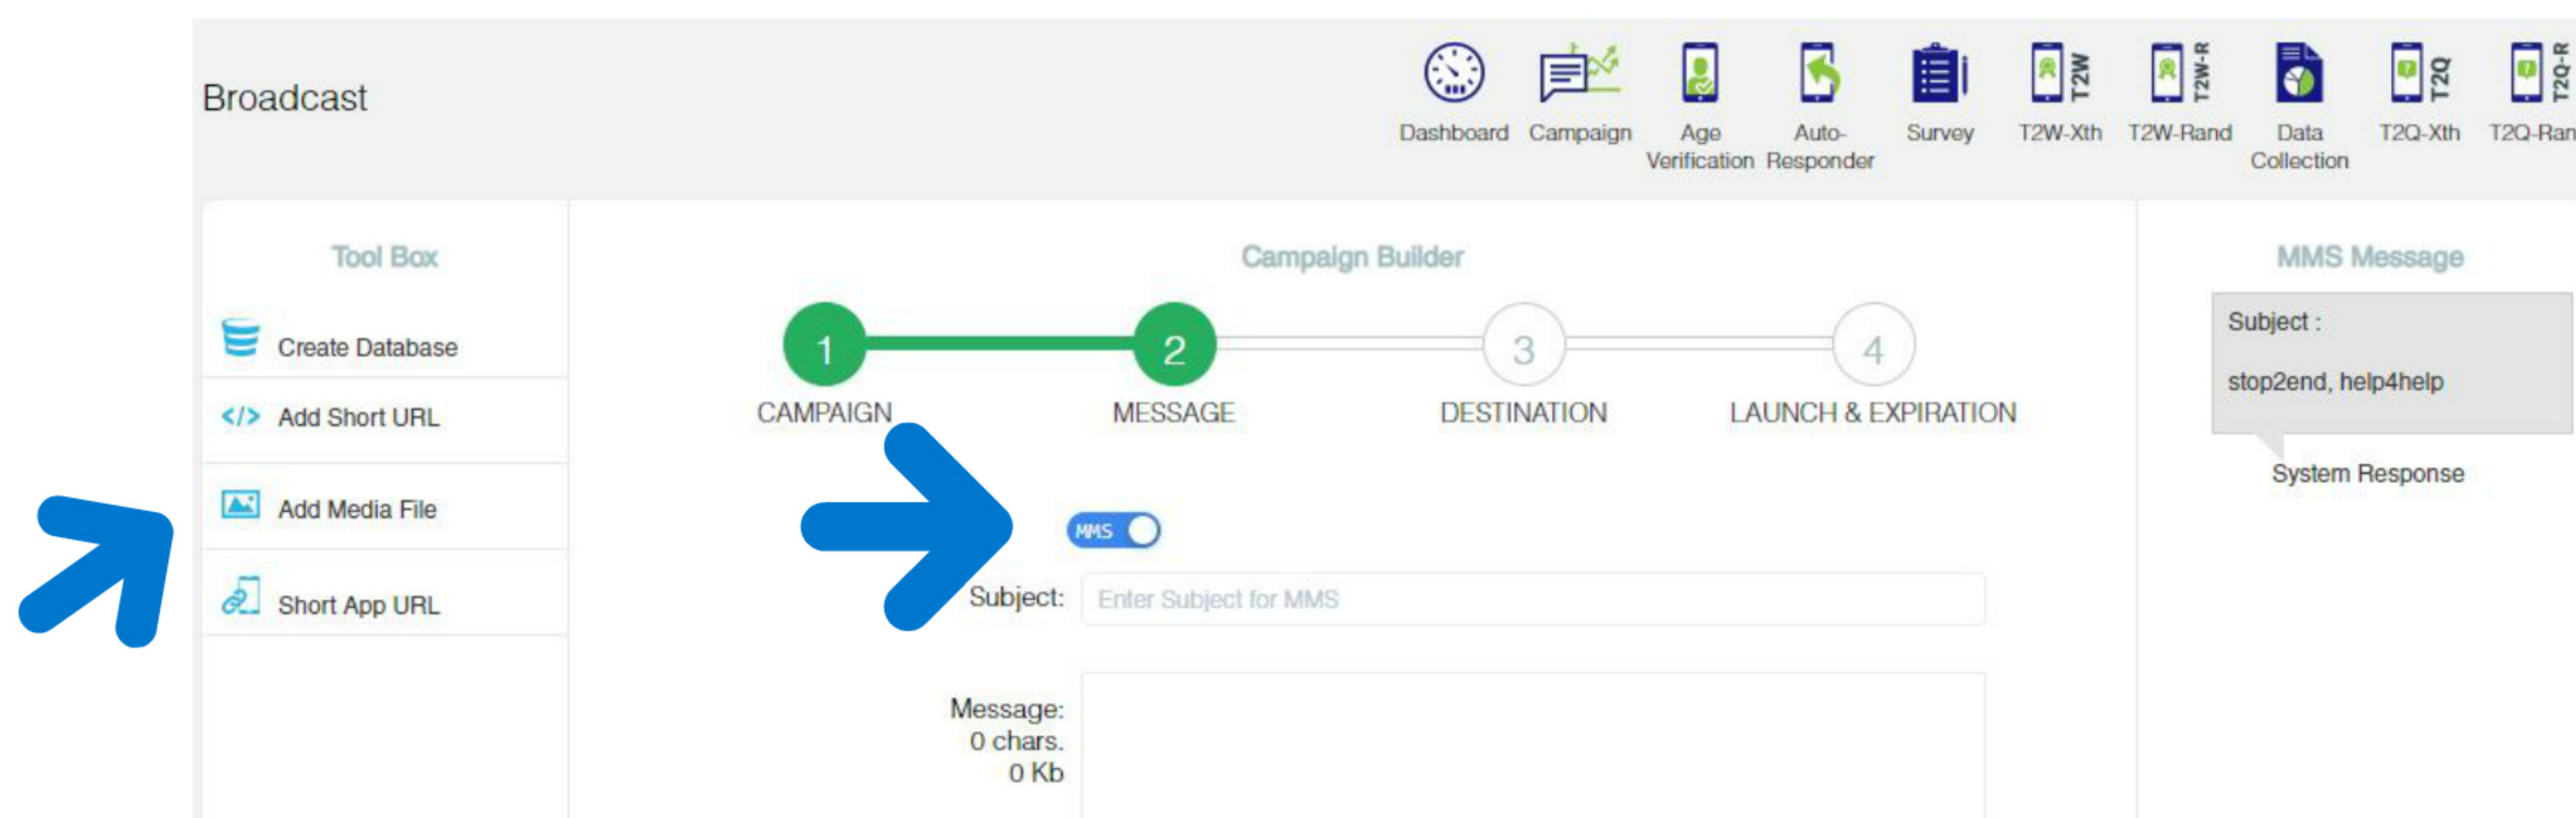 Broadcast
T2W
T2W-R
T2Q
T2Q-R
Dashboard Campaign Age Auto- Survey T2W-Xth T2W-Rand Data T2Q-Xth T2Q-Ran
Verification Responder Collection
Tool Box
Create Database
</> Add Short URL
Add Media File
Short App URL
Campaign Builder
1 2 3 4
CAMPAIGN MESSAGE DESTINATION LAUNCH & EXPIRATION
MMS
Subject: Enter Subject for MMS
Message:
0 chars.
0 Kb
MMS Message
Subject :
stop2end, help4help
System Response